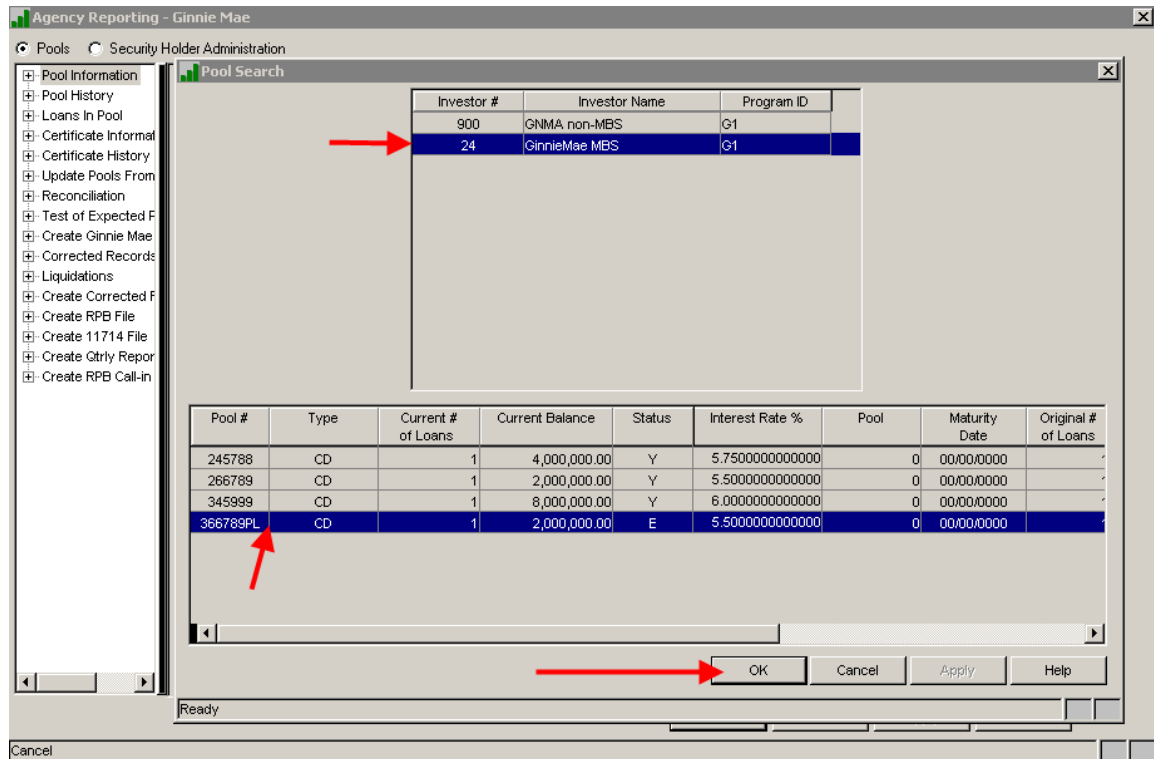 Agency Reporting - Ginnie Mae
Pools Security Holder Administration
Pool Information
Pool History
Loans In Pool
Certificate Informat
Certificate History
Update Pools From
Reconciliation
Test of Expected F
Create Ginnie Mae
Corrected Records
Liquidations
Create Corrected F
Create RPB File
Create 11714 File
Create Qtrly Repor
Create RPB Call-in
Pool Search
Investor # Investor Name Program ID
900 GNMA non-MBS G1
24 GinnieMae MBS G1
Pool # Type Current # of Loans Current Balance Status Interest Rate % Pool Maturity Date Original # of Loans
245788 CD 1 4,000,000.00 Y 5.7500000000000 0 00/00/0000
266789 CD 1 2,000,000.00 Y 5.5000000000000 0 00/00/0000
345999 CD 1 8,000,000.00 Y 6.0000000000000 0 00/00/0000
366789PL CD 1 2,000,000.00 E 5.5000000000000 0 00/00/0000
OK Cancel Apply Help
Ready
Cancel